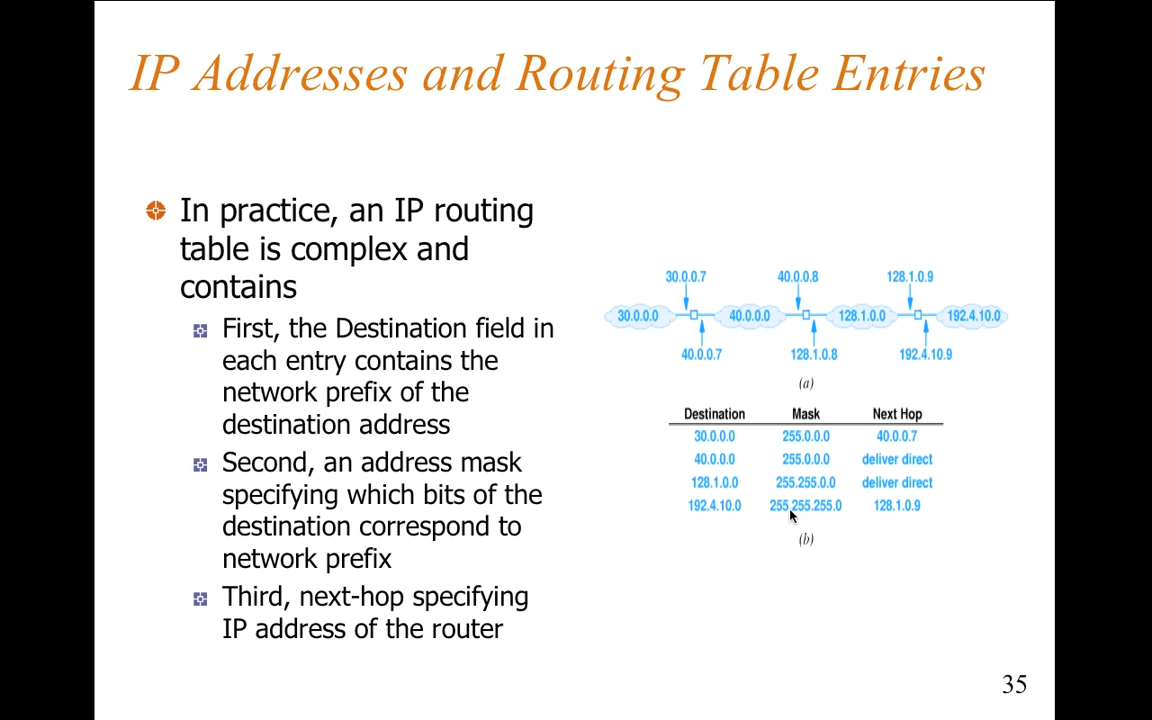 IP Addresses and Routing Table Entries
In practice, an IP routing
table is complex and
contains
First, the Destination field in
each entry contains the
network prefix of the
destination address
Second, an address mask
specifying which bits of the
destination correspond to
network prefix
Third, next-hop specifying
IP address of the router
30.0.0.7 40.0.0.8 128.1.0.9
30.0.0.0 40.0.0.0 128.1.0.0 192.4.10.0
40.0.0.7 128.1.0.8 192.4.10.9
(a)
Destination Mask Next Hop
30.0.0.0 255.0.0.0 40.0.0.7
40.0.0.0 255.0.0.0 deliver direct
128.1.0.0 255.255.0.0 deliver direct
192.4.10.0 255.255.255.0 128.1.0.9
(b)
35